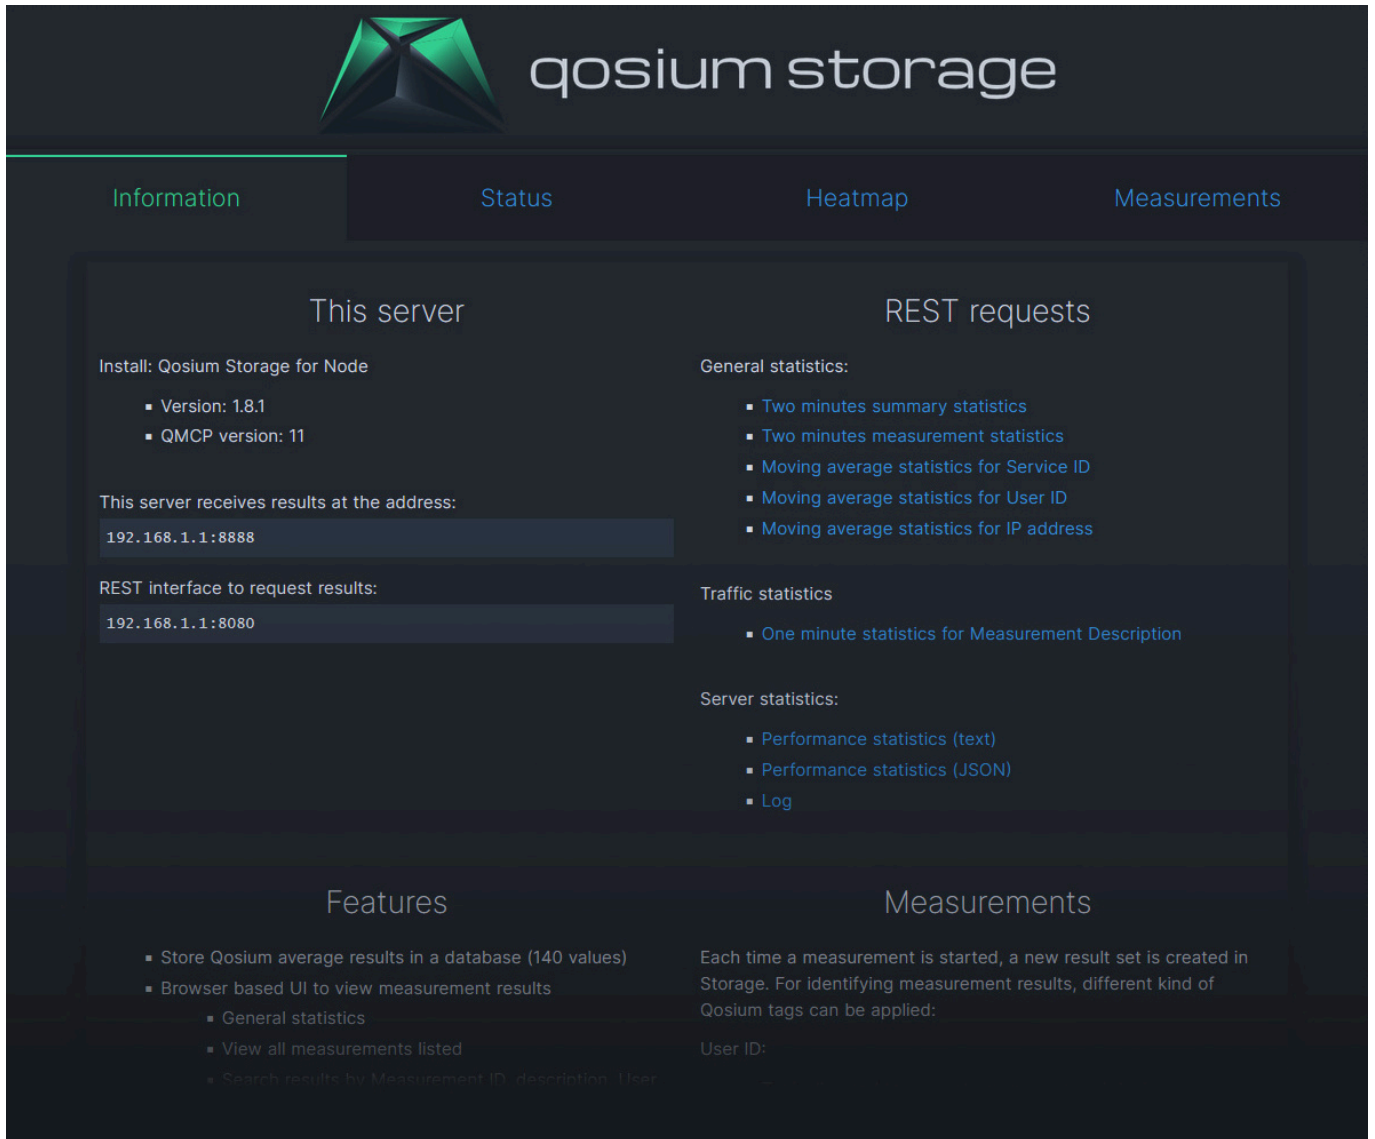 qosium storage
Information
Status
Heatmap
Measurements
This server
Install: Qosium Storage for Node
Version: 1.8.1
QMCP version: 11
This server receives results at the address:
192.168.1.1:8888
REST interface to request results:
192.168.1.1:8080
REST requests
General statistics:
Two minutes summary statistics
Two minutes measurement statistics
Moving average statistics for Service ID
Moving average statistics for User ID
Moving average statistics for IP address
Traffic statistics
One minute statistics for Measurement Description
Server statistics:
Performance statistics (text)
Performance statistics (JSON)
Log
Features
Store Qosium average results in a database (140 values)
Browser based UI to view measurement results
General statistics
View all measurements listed
Search results by Measurement ID, description, User
Measurements
Each time a measurement is started, a new result set is created in
Storage. For identifying measurement results, different kind of
Qosium tags can be applied:
User ID: